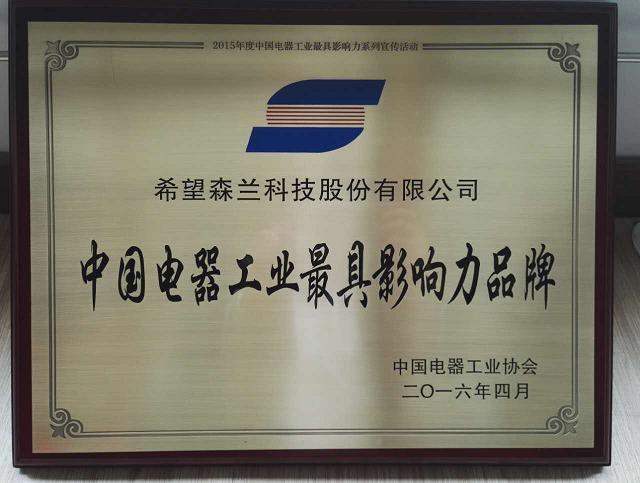 2015年度中国电器工业最具影响力系列宣传活动
希望森兰科技股份有限公司
中国电器工业最具影响力品牌
中国电器工业协会
二〇一六年四月